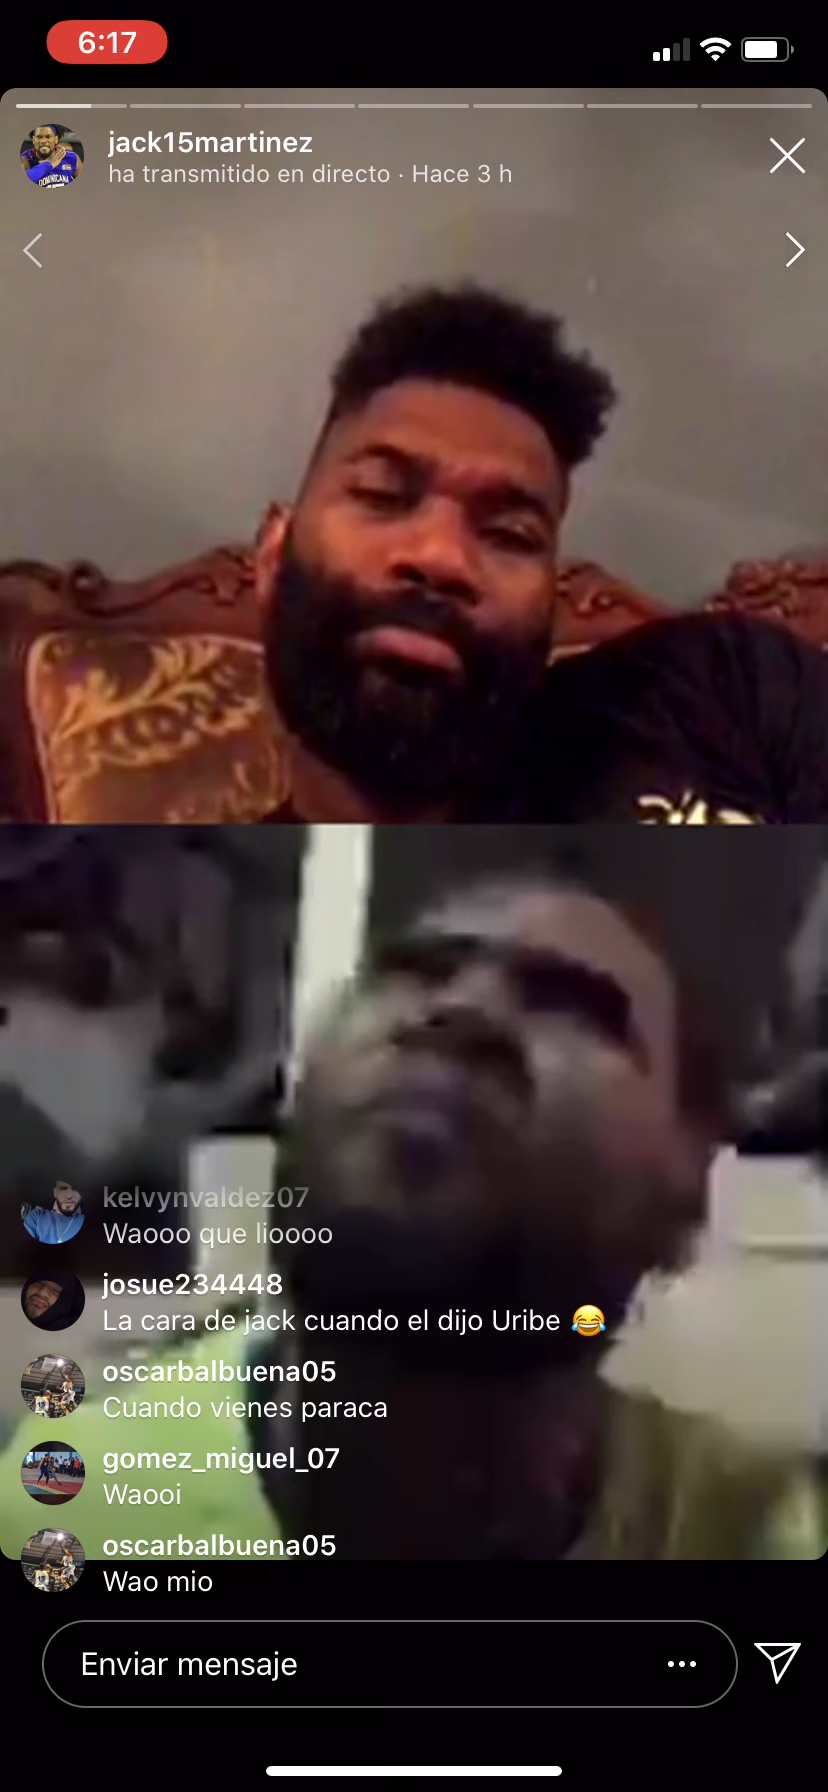 6:17
jack15martinez
ha transmitido en directo · Hace 3 h
kelvynvaldez07
Waooo que lioooo
josue234448
La cara de jack cuando el dijo Uribe 😂
oscarbalbuena05
Cuando vienes paraca
gomez_miguel_07
Waooi
oscarbalbuena05
Wao mio
Enviar mensaje